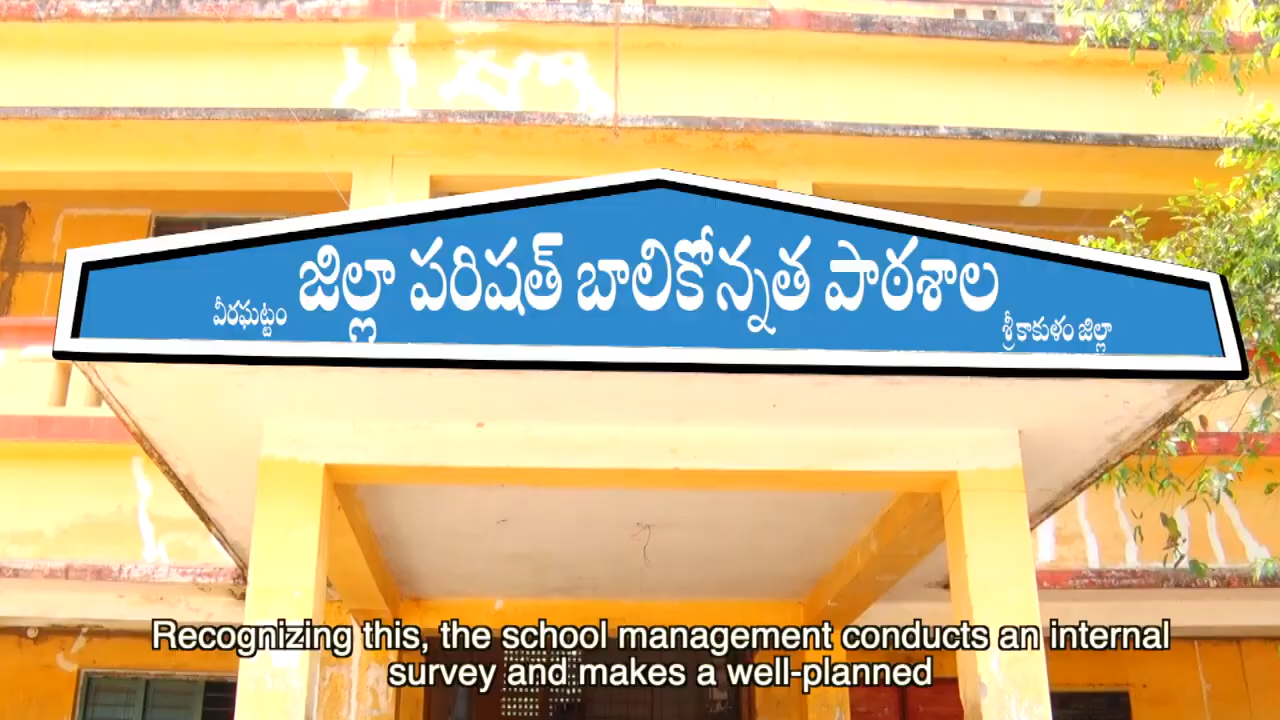 జిల్లా పరిషత్ బాలికోన్నత పాఠశాల
వీరఘట్టం
శ్రీకాకుళం జిల్లా
Recognizing this, the school management conducts an internal
survey and makes a well-planned